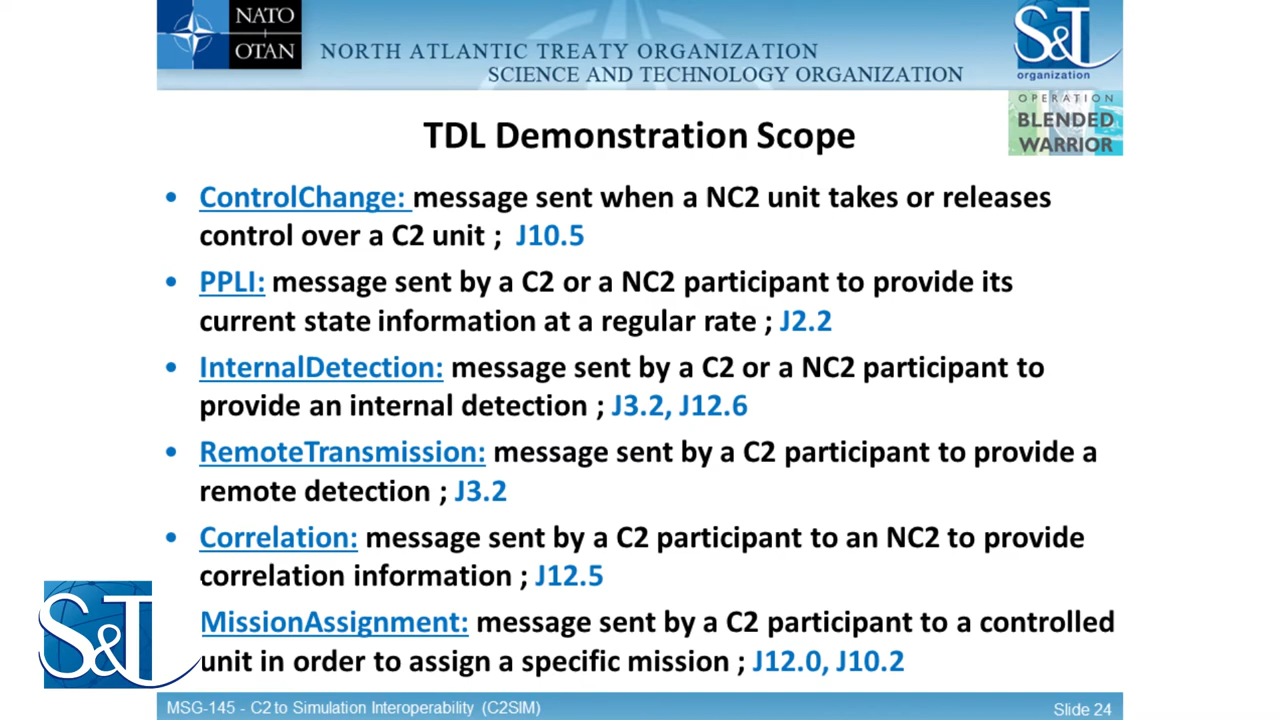 NATO
OTAN
NORTH ATLANTIC TREATY ORGANIZATION
SCIENCE AND TECHNOLOGY ORGANIZATION
S&T
organization
OPERATION
BLENDED
WARRIOR
TDL Demonstration Scope
• ControlChange: message sent when a NC2 unit takes or releases
control over a C2 unit ; J10.5
• PPLI: message sent by a C2 or a NC2 participant to provide its
current state information at a regular rate ; J2.2
• InternalDetection: message sent by a C2 or a NC2 participant to
provide an internal detection ; J3.2, J12.6
• RemoteTransmission: message sent by a C2 participant to provide a
remote detection ; J3.2
• Correlation: message sent by a C2 participant to an NC2 to provide
correlation information ; J12.5
MissionAssignment: message sent by a C2 participant to a controlled
unit in order to assign a specific mission ; J12.0, J10.2
S&T
MSG-145 - C2 to Simulation Interoperability (C2SIM)
Slide 24